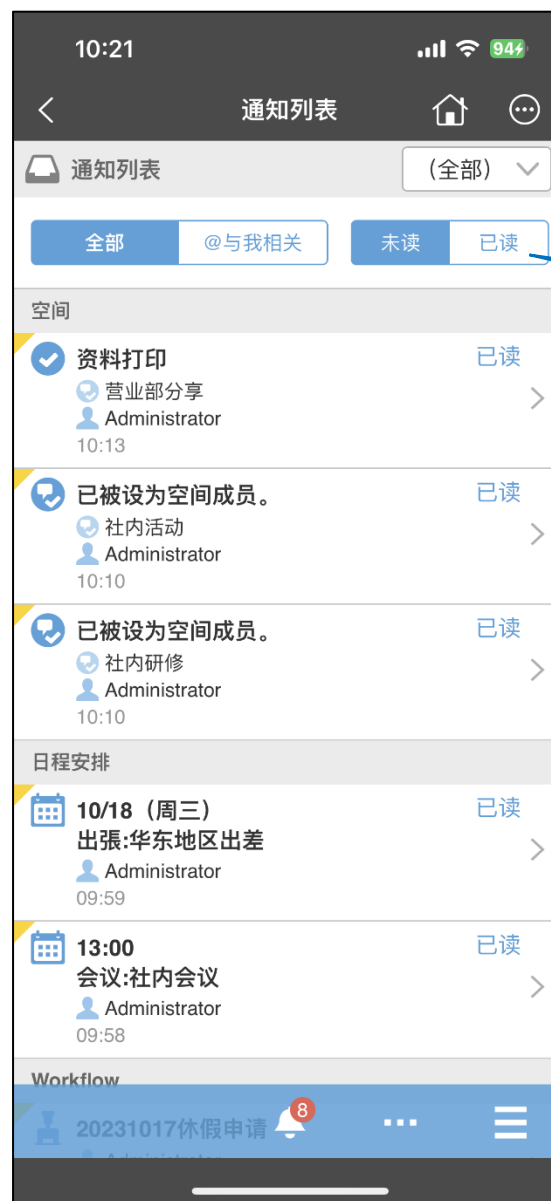 10:21
94
通知列表
通知列表
(全部)
全部
@与我相关
未读
已读
空间
资料打印
已读
营业部分享
Administrator
10:13
已被设为空间成员。
已读
社内活动
Administrator
10:10
已被设为空间成员。
已读
社内研修
Administrator
10:10
日程安排
10/18（周三）
已读
出張:华东地区出差
Administrator
09:59
13:00
已读
会议:社内会议
Administrator
09:58
Workflow
20231017休假申请
8
Administrator